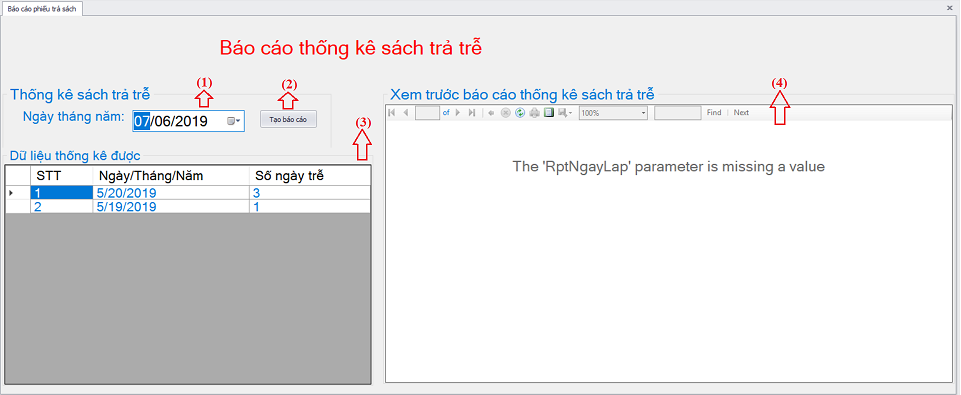 Báo cáo phiếu trả sách
Báo cáo thống kê sách trả trễ
Thống kê sách trả trễ
(1)
(2)
Ngày tháng năm: 07/06/2019 Tạo báo cáo
(3)
Dữ liệu thống kê được
STT Ngày/Tháng/Năm Số ngày trễ
1 5/20/2019 3
2 5/19/2019 1
Xem trước báo cáo thống kê sách trả trễ
(4)
of 100% Find Next
The 'RptNgayLap' parameter is missing a value